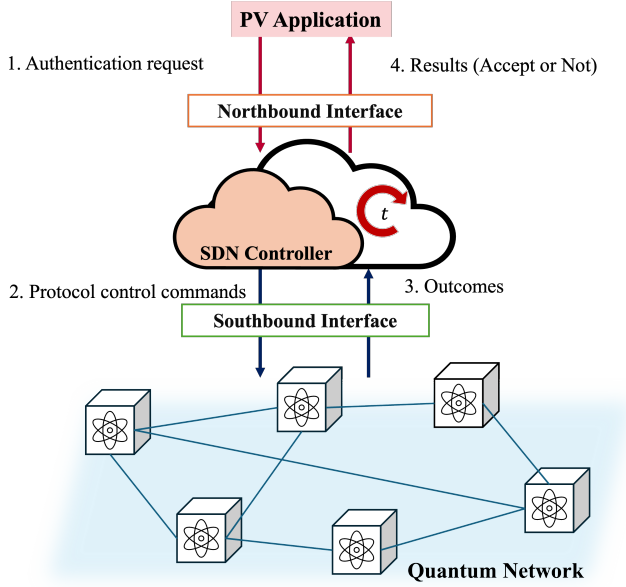 PV Application
1. Authentication request
4. Results (Accept or Not)
Northbound Interface
t
SDN Controller
2. Protocol control commands
3. Outcomes
Southbound Interface
Quantum Network